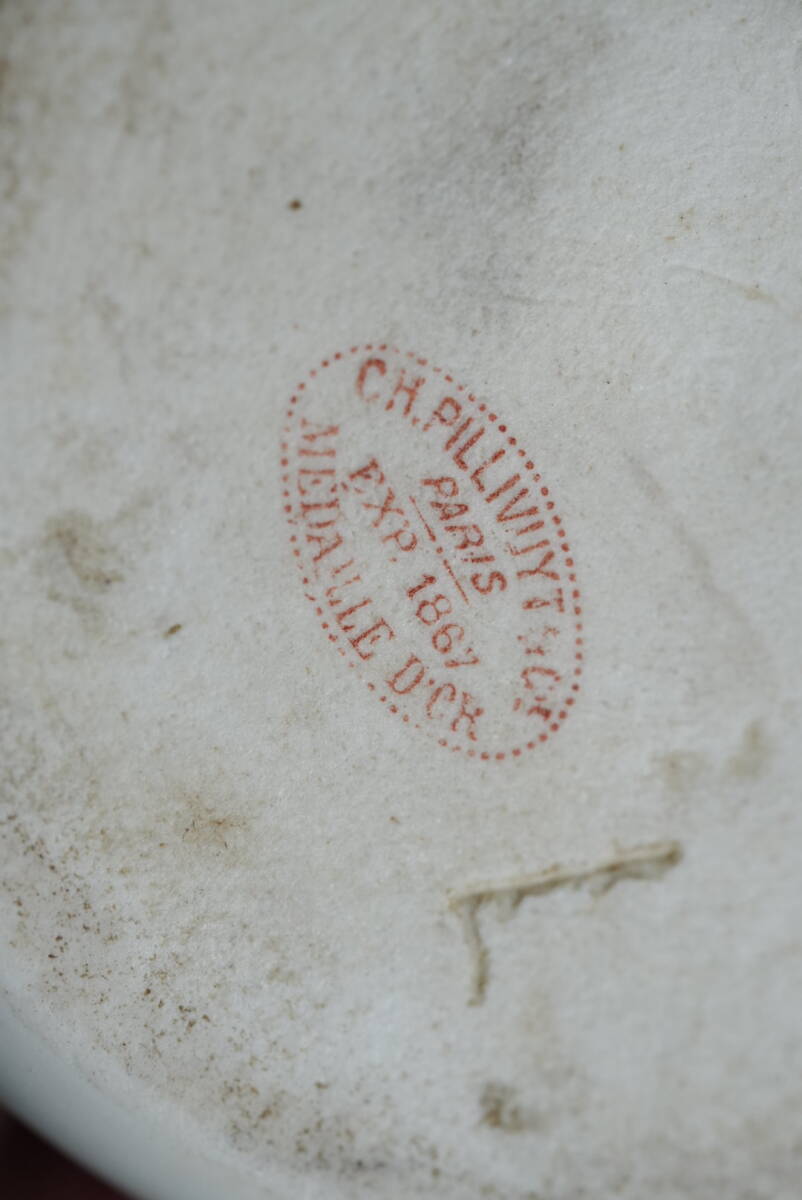 CH. PILLIVUYT & CIE
PARIS
EXP. 1867
MÉDAILLE D'OR